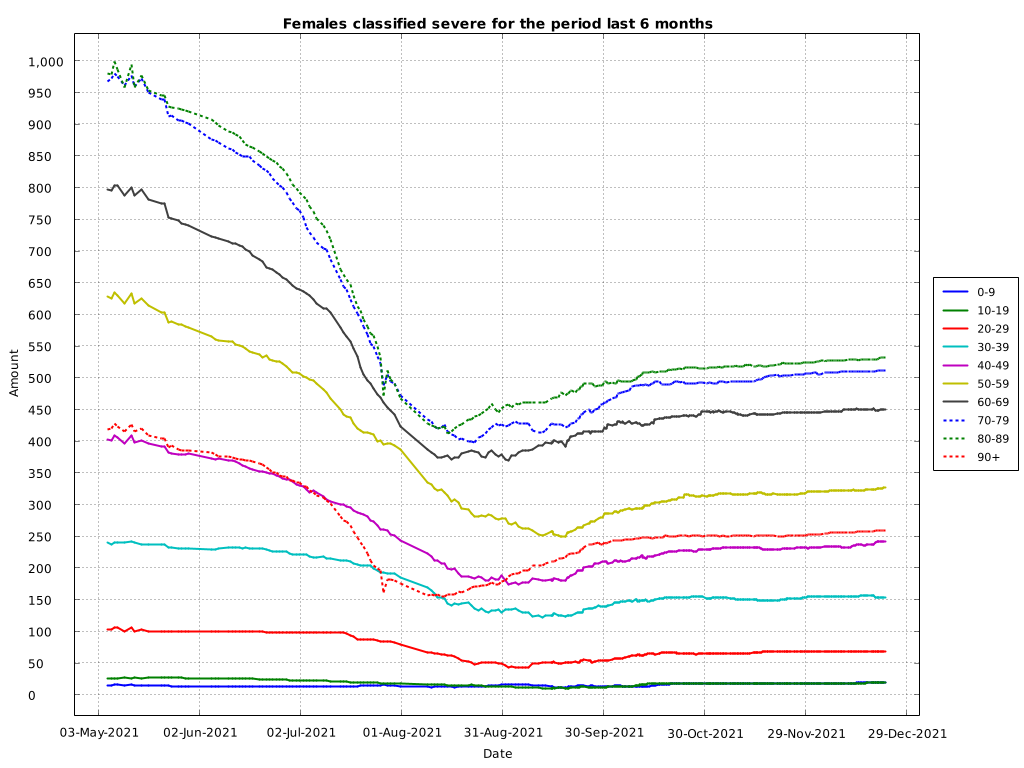 Females classified severe for the period last 6 months
1,000
950
900
850
800
750
700
650
600
550
500
450
400
350
300
250
200
150
100
50
0
Amount
03-May-2021
02-Jun-2021
02-Jul-2021
01-Aug-2021
31-Aug-2021
30-Sep-2021
30-Oct-2021
29-Nov-2021
29-Dec-2021
Date
0-9
10-19
20-29
30-39
40-49
50-59
60-69
70-79
80-89
90+